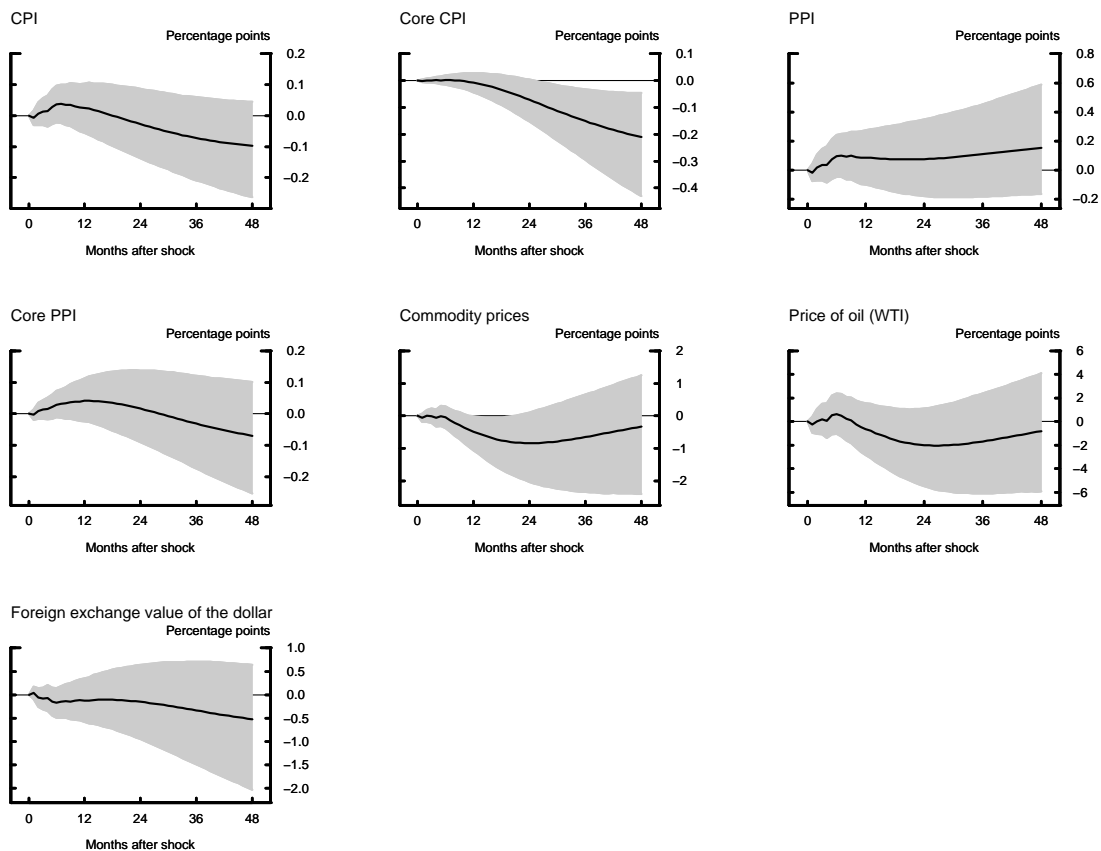 CPI
Percentage points
0.2
0.1
0.0
−0.1
−0.2
0 12 24 36 48
Months after shock
Core CPI
Percentage points
0.1
0.0
−0.1
−0.2
−0.3
−0.4
0 12 24 36 48
Months after shock
PPI
Percentage points
0.8
0.6
0.4
0.2
0.0
−0.2
0 12 24 36 48
Months after shock
Core PPI
Percentage points
0.2
0.1
0.0
−0.1
−0.2
0 12 24 36 48
Months after shock
Commodity prices
Percentage points
2
1
0
−1
−2
0 12 24 36 48
Months after shock
Price of oil (WTI)
Percentage points
6
4
2
0
−2
−4
−6
0 12 24 36 48
Months after shock
Foreign exchange value of the dollar
Percentage points
1.0
0.5
0.0
−0.5
−1.0
−1.5
−2.0
0 12 24 36 48
Months after shock